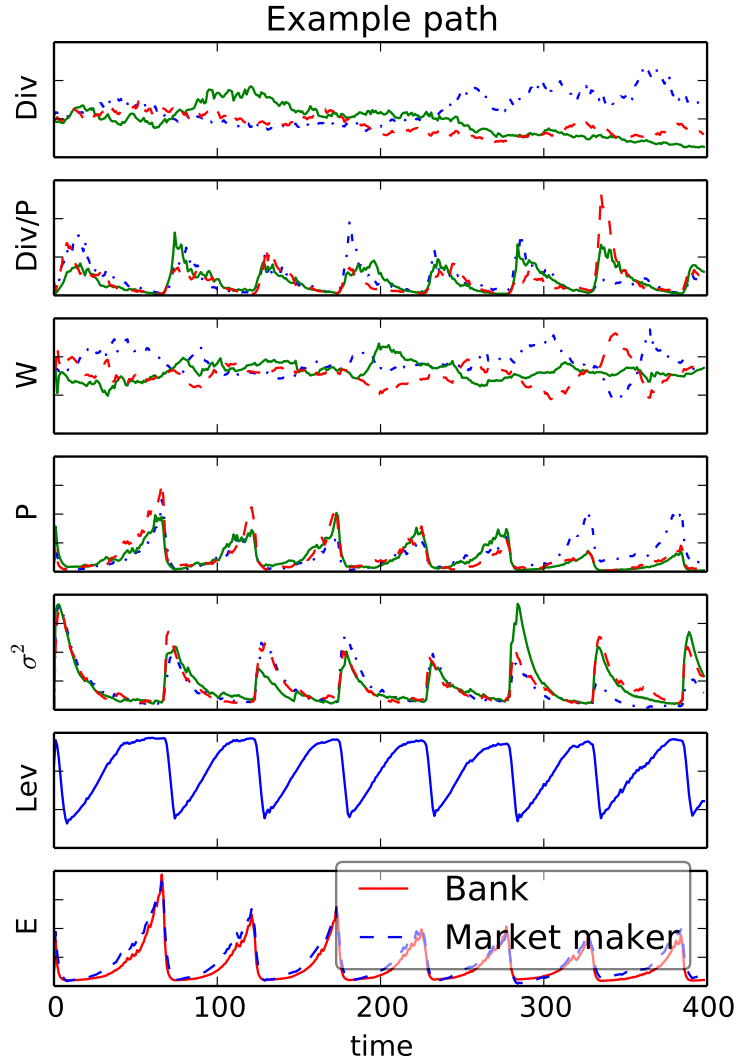 Example path
Div
Div/P
W
P
σ²
Lev
E
Bank
Market maker
0 100 200 300 400
time